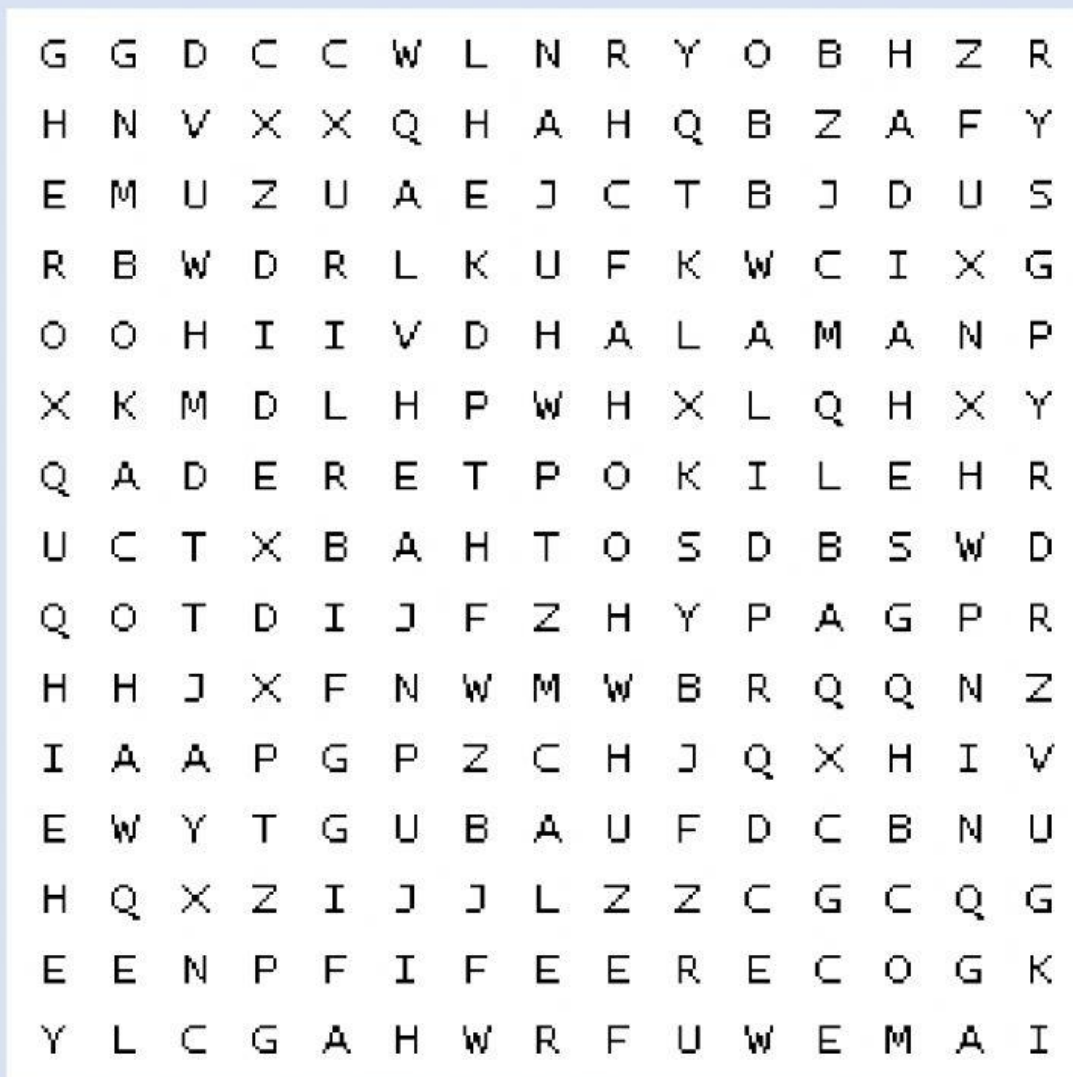 G G D C C W L N R Y O B H Z R
H N V X X Q H A H Q B Z A F Y
E M U Z U A E J C T B J D U S
R B W D R L K U F K W C I X G
O O H I I V D H A L A M A N P
X K M D L H P W H X L Q H X Y
Q A D E R E T P O K I L E H R
U C T X B A H T O S D B S W D
Q O T D I J F Z H Y P A G P R
H H J X F N W M W B R Q Q N Z
I A A P G P Z C H J Q X H I V
E W Y T G U B A U F D C B N U
H Q X Z I J J L Z Z C G C Q G
E E N P F I F E E R E C O G K
Y L C G A H W R F U W E M A I